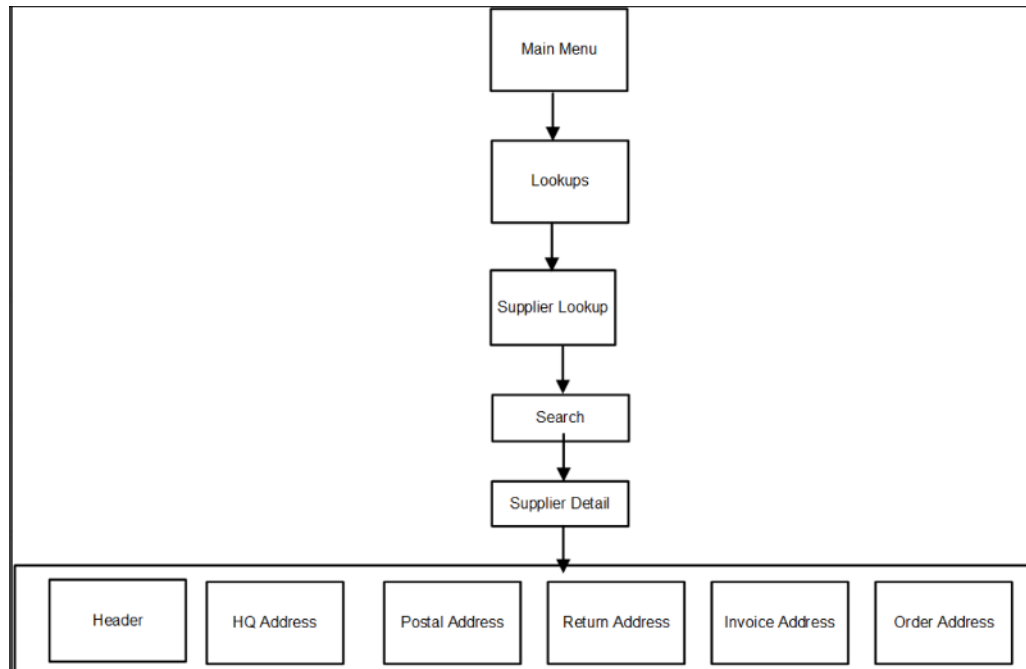 Main Menu
Lookups
Supplier Lookup
Search
Supplier Detail
Header
HQ Address
Postal Address
Return Address
Invoice Address
Order Address